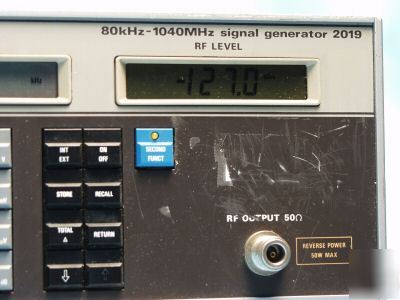 80kHz-1040MHz signal generator 2019
RF LEVEL
kHz
-127.0
INT
EXT
ON
OFF
SECOND
FUNCT
STORE
RECALL
TOTAL
Δ
RETURN
⇩
⇧
V
RF OUTPUT 50Ω
REVERSE POWER
50W MAX